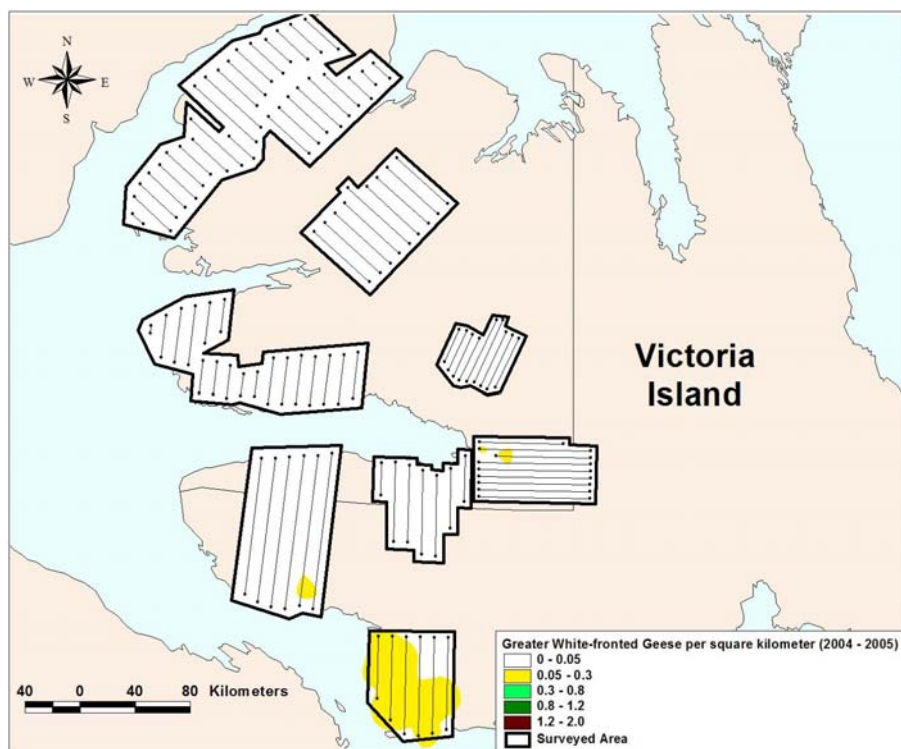 N
W E
S
Victoria
Island
Greater White-fronted Geese per square kilometer (2004 - 2005)
0 - 0.05
0.05 - 0.3
0.3 - 0.8
0.8 - 1.2
1.2 - 2.0
Surveyed Area
40 0 40 80 Kilometers